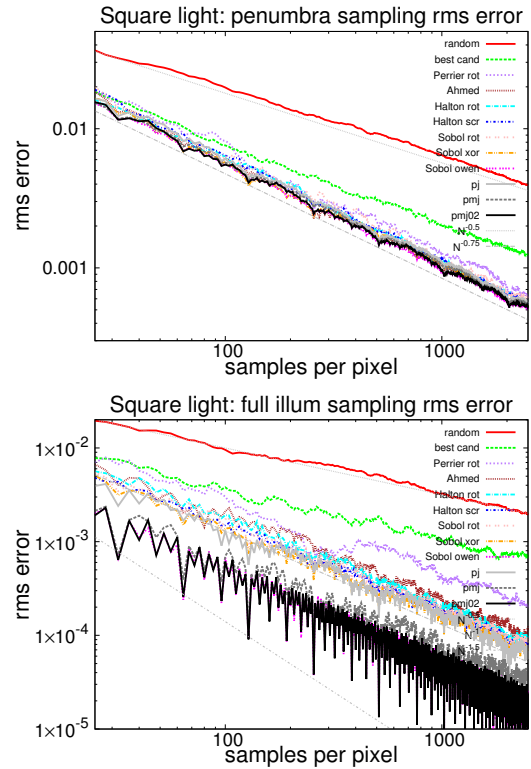 Square light: penumbra sampling rms error
random
best cand
Perrier rot
Ahmed
Halton rot
Halton scr
Sobol rot
Sobol xor
Sobol owen
pj
pmj
pmj02
N^-0.5
N^-0.75
0.01
0.001
rms error
100
1000
samples per pixel
Square light: full illum sampling rms error
random
best cand
Perrier rot
Ahmed
Halton rot
Halton scr
Sobol rot
Sobol xor
Sobol owen
pj
pmj
pmj02
1×10^-2
1×10^-3
1×10^-4
1×10^-5
rms error
100
1000
samples per pixel